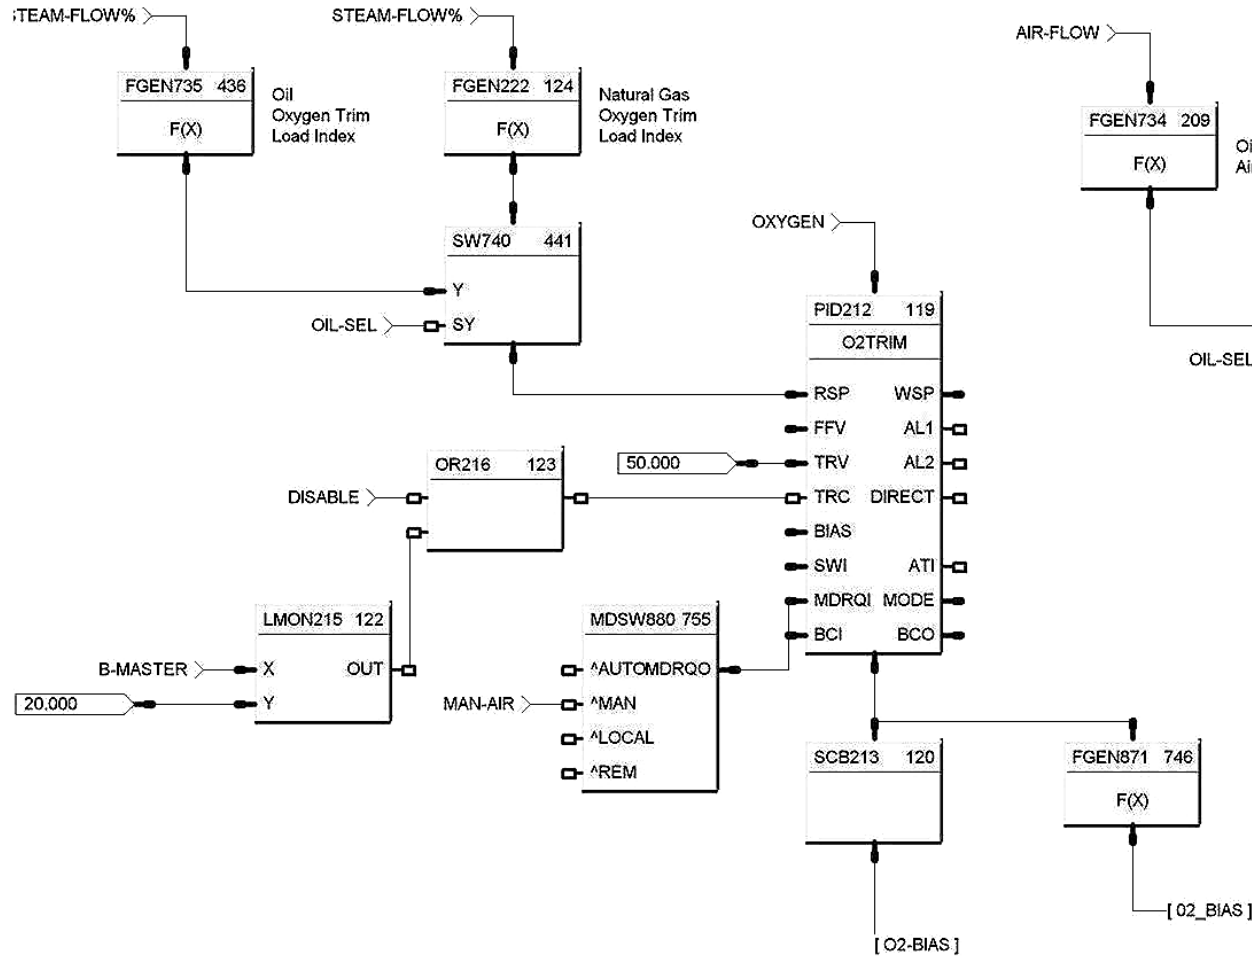 TEAM-FLOW%
STEAM-FLOW%
AIR-FLOW
FGEN735 436
F(X)
Oil
Oxygen Trim
Load Index
FGEN222 124
F(X)
Natural Gas
Oxygen Trim
Load Index
FGEN734 209
F(X)
Oi
Ai
OXYGEN
SW740 441
Y
SY
OIL-SEL
OIL-SEL
PID212 119
O2TRIM
RSP WSP
FFV AL1
TRV AL2
TRC DIRECT
BIAS
SWI ATI
MDRQI MODE
BCI BCO
50.000
OR216 123
DISABLE
LMON215 122
X OUT
Y
B-MASTER
20.000
MDSW880 755
^AUTOMDRQO
^MAN
^LOCAL
^REM
MAN-AIR
SCB213 120
FGEN871 746
F(X)
[ 02_BIAS ]
[ O2-BIAS ]